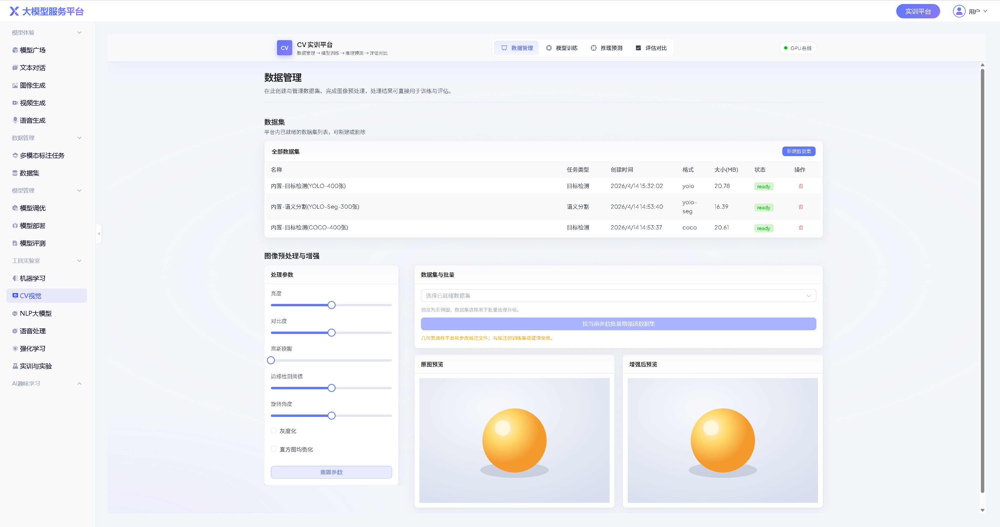 大模型服务平台
实训平台
用户
模型体验
模型广场
文本对话
图像生成
视频生成
语音生成
数据管理
多模态标注任务
数据集
模型管理
模型调优
模型部署
模型评测
工具实验室
机器学习
CV视觉
NLP大模型
语音处理
强化学习
实训与实验
AI趣味学习
CV
CV 实训平台
数据管理 → 模型训练 → 推理预测 → 评估对比
数据管理
模型训练
推理预测
评估对比
GPU 在线
数据管理
在此创建与管理数据集、完成图像预处理，处理结果可直接用于训练与评估。
数据集
平台内已就绪的数据集列表，可新建或删除
全部数据集
新建数据集
名称 任务类型 创建时间 格式 大小(MB) 状态 操作
内置-目标检测(YOLO-400张) 目标检测 2026/4/14 15:32:02 yolo 20.78 ready
内置-语义分割(YOLO-Seg-300张) 语义分割 2026/4/14 14:53:40 yolo-seg 16.39 ready
内置-目标检测(COCO-400张) 目标检测 2026/4/14 14:53:37 coco 20.61 ready
图像预处理与增强
处理参数
亮度
对比度
高斯模糊
边缘检测阈值
旋转角度
灰度化
直方图均衡化
重置参数
数据集与批量
选择已就绪数据集
预览为示例图；数据集选择用于批量处理目标。
按当前参数批量增强该数据集
几何类操作不会同步改标注文件；有标注的训练集请谨慎使用。
原图预览
增强后预览